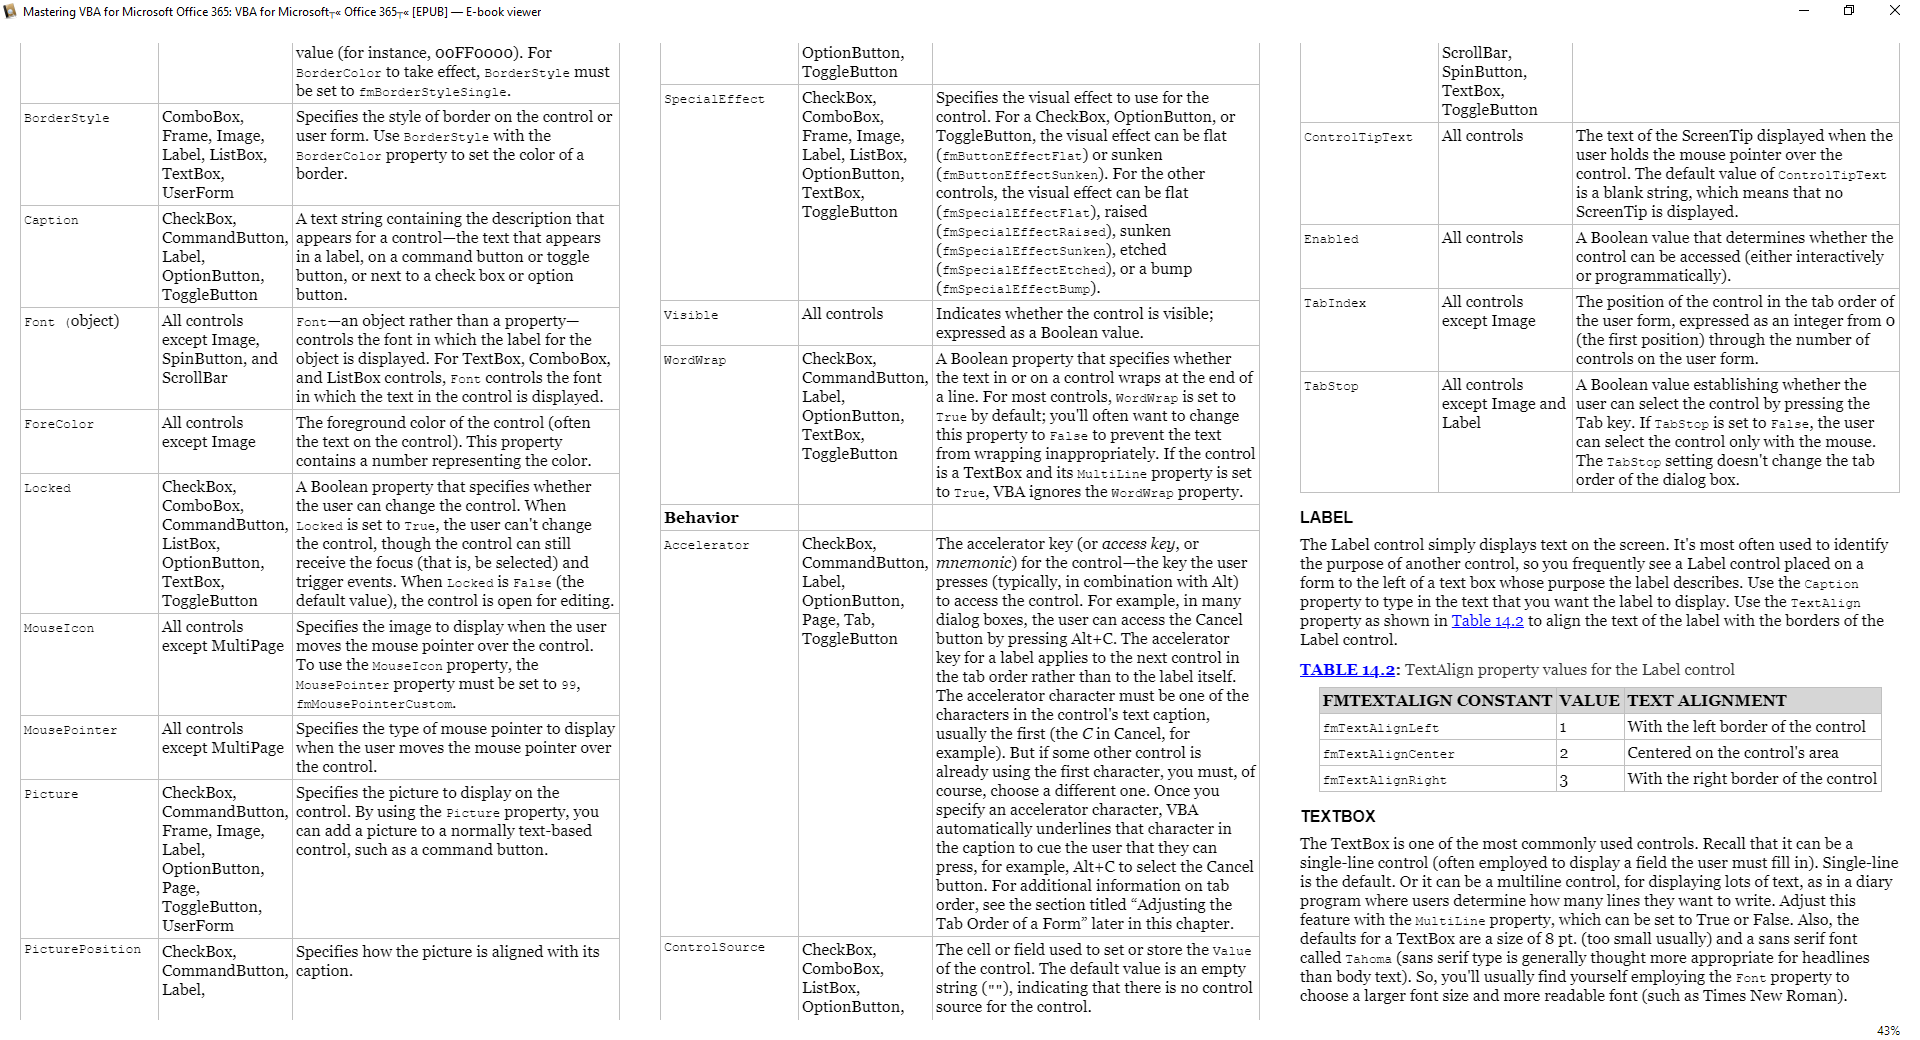 Mastering VBA for Microsoft Office 365: VBA for Microsoft┬« Office 365┬« [EPUB] — E-book viewer
value (for instance, 00FF0000). For
BorderColor to take effect, BorderStyle must
be set to fmBorderStyleSingle.
BorderStyle
ComboBox,
Frame, Image,
Label, ListBox,
TextBox,
UserForm
Specifies the style of border on the control or
user form. Use BorderStyle with the
BorderColor property to set the color of a
border.
Caption
CheckBox,
CommandButton,
Label,
OptionButton,
ToggleButton
A text string containing the description that
appears for a control—the text that appears
in a label, on a command button or toggle
button, or next to a check box or option
button.
Font (object)
All controls
except Image,
SpinButton, and
ScrollBar
Font—an object rather than a property—
controls the font in which the label for the
object is displayed. For TextBox, ComboBox,
and ListBox controls, Font controls the font
in which the text in the control is displayed.
ForeColor
All controls
except Image
The foreground color of the control (often
the text on the control). This property
contains a number representing the color.
Locked
CheckBox,
ComboBox,
CommandButton,
ListBox,
OptionButton,
TextBox,
ToggleButton
A Boolean property that specifies whether
the user can change the control. When
Locked is set to True, the user can't change
the control, though the control can still
receive the focus (that is, be selected) and
trigger events. When Locked is False (the
default value), the control is open for editing.
MouseIcon
All controls
except MultiPage
Specifies the image to display when the user
moves the mouse pointer over the control.
To use the MouseIcon property, the
MousePointer property must be set to 99,
fmMousePointerCustom.
MousePointer
All controls
except MultiPage
Specifies the type of mouse pointer to display
when the user moves the mouse pointer over
the control.
Picture
CheckBox,
CommandButton,
Frame, Image,
Label,
OptionButton,
Page,
ToggleButton,
UserForm
Specifies the picture to display on the
control. By using the Picture property, you
can add a picture to a normally text-based
control, such as a command button.
PicturePosition
CheckBox,
CommandButton,
Label,
Specifies how the picture is aligned with its
caption.
OptionButton,
ToggleButton
SpecialEffect
CheckBox,
ComboBox,
Frame, Image,
Label, ListBox,
OptionButton,
TextBox,
ToggleButton
Specifies the visual effect to use for the
control. For a CheckBox, OptionButton, or
ToggleButton, the visual effect can be flat
(fmButtonEffectFlat) or sunken
(fmButtonEffectSunken). For the other
controls, the visual effect can be flat
(fmSpecialEffectFlat), raised
(fmSpecialEffectRaised), sunken
(fmSpecialEffectSunken), etched
(fmSpecialEffectEtched), or a bump
(fmSpecialEffectBump).
Visible
All controls
Indicates whether the control is visible;
expressed as a Boolean value.
WordWrap
CheckBox,
CommandButton,
Label,
OptionButton,
TextBox,
ToggleButton
A Boolean property that specifies whether
the text in or on a control wraps at the end of
a line. For most controls, WordWrap is set to
True by default; you'll often want to change
this property to False to prevent the text
from wrapping inappropriately. If the control
is a TextBox and its MultiLine property is set
to True, VBA ignores the WordWrap property.
Behavior
Accelerator
CheckBox,
CommandButton,
Label,
OptionButton,
Page, Tab,
ToggleButton
The accelerator key (or access key, or
mnemonic) for the control—the key the user
presses (typically, in combination with Alt)
to access the control. For example, in many
dialog boxes, the user can access the Cancel
button by pressing Alt+C. The accelerator
key for a label applies to the next control in
the tab order rather than to the label itself.
The accelerator character must be one of the
characters in the control's text caption,
usually the first (the C in Cancel, for
example). But if some other control is
already using the first character, you must, of
course, choose a different one. Once you
specify an accelerator character, VBA
automatically underlines that character in
the caption to cue the user that they can
press, for example, Alt+C to select the Cancel
button. For additional information on tab
order, see the section titled “Adjusting the
Tab Order of a Form” later in this chapter.
ControlSource
CheckBox,
ComboBox,
ListBox,
OptionButton,
The cell or field used to set or store the Value
of the control. The default value is an empty
string (""), indicating that there is no control
source for the control.
ScrollBar,
SpinButton,
TextBox,
ToggleButton
ControlTipText
All controls
The text of the ScreenTip displayed when the
user holds the mouse pointer over the
control. The default value of ControlTipText
is a blank string, which means that no
ScreenTip is displayed.
Enabled
All controls
A Boolean value that determines whether the
control can be accessed (either interactively
or programmatically).
TabIndex
All controls
except Image
The position of the control in the tab order of
the user form, expressed as an integer from 0
(the first position) through the number of
controls on the user form.
TabStop
All controls
except Image and
Label
A Boolean value establishing whether the
user can select the control by pressing the
Tab key. If TabStop is set to False, the user
can select the control only with the mouse.
The TabStop setting doesn't change the tab
order of the dialog box.
LABEL
The Label control simply displays text on the screen. It's most often used to identify
the purpose of another control, so you frequently see a Label control placed on a
form to the left of a text box whose purpose the label describes. Use the Caption
property to type in the text that you want the label to display. Use the TextAlign
property as shown in Table 14.2 to align the text of the label with the borders of the
Label control.
TABLE 14.2: TextAlign property values for the Label control
FMTEXTALIGN CONSTANT VALUE TEXT ALIGNMENT
fmTextAlignLeft 1 With the left border of the control
fmTextAlignCenter 2 Centered on the control's area
fmTextAlignRight 3 With the right border of the control
TEXTBOX
The TextBox is one of the most commonly used controls. Recall that it can be a
single-line control (often employed to display a field the user must fill in). Single-line
is the default. Or it can be a multiline control, for displaying lots of text, as in a diary
program where users determine how many lines they want to write. Adjust this
feature with the MultiLine property, which can be set to True or False. Also, the
defaults for a TextBox are a size of 8 pt. (too small usually) and a sans serif font
called Tahoma (sans serif type is generally thought more appropriate for headlines
than body text). So, you'll usually find yourself employing the Font property to
choose a larger font size and more readable font (such as Times New Roman).
43%